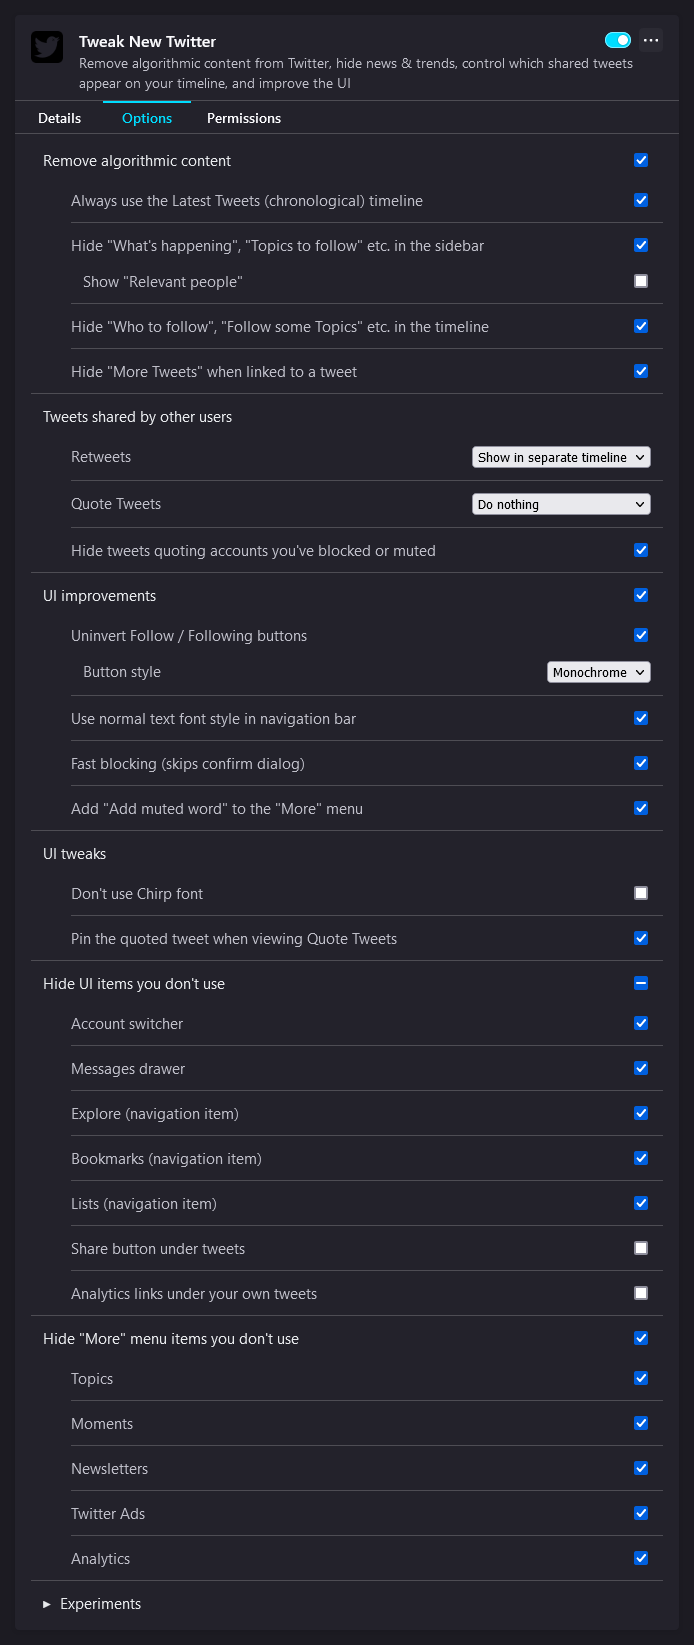 Tweak New Twitter
Remove algorithmic content from Twitter, hide news & trends, control which shared tweets
appear on your timeline, and improve the UI
Details Options Permissions
Remove algorithmic content
Always use the Latest Tweets (chronological) timeline
Hide "What's happening", "Topics to follow" etc. in the sidebar
Show "Relevant people"
Hide "Who to follow", "Follow some Topics" etc. in the timeline
Hide "More Tweets" when linked to a tweet
Tweets shared by other users
Retweets Show in separate timeline
Quote Tweets Do nothing
Hide tweets quoting accounts you've blocked or muted
UI improvements
Uninvert Follow / Following buttons
Button style Monochrome
Use normal text font style in navigation bar
Fast blocking (skips confirm dialog)
Add "Add muted word" to the "More" menu
UI tweaks
Don't use Chirp font
Pin the quoted tweet when viewing Quote Tweets
Hide UI items you don't use
Account switcher
Messages drawer
Explore (navigation item)
Bookmarks (navigation item)
Lists (navigation item)
Share button under tweets
Analytics links under your own tweets
Hide "More" menu items you don't use
Topics
Moments
Newsletters
Twitter Ads
Analytics
Experiments